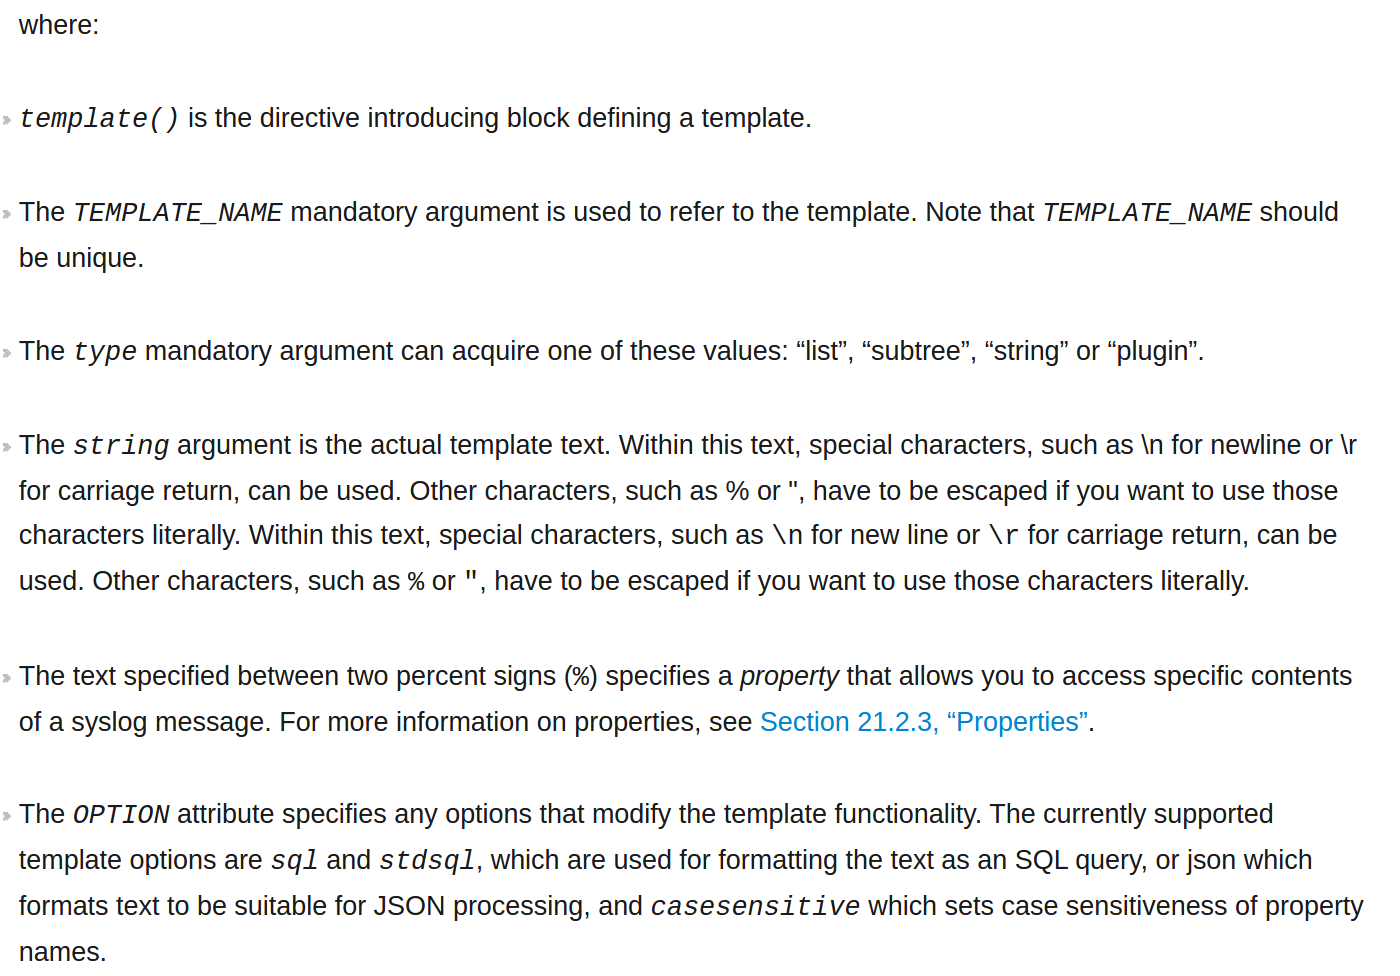 where:
template() is the directive introducing block defining a template.
The TEMPLATE_NAME mandatory argument is used to refer to the template. Note that TEMPLATE_NAME should
be unique.
The type mandatory argument can acquire one of these values: “list”, “subtree”, “string” or “plugin”.
The string argument is the actual template text. Within this text, special characters, such as \n for newline or \r
for carriage return, can be used. Other characters, such as % or ", have to be escaped if you want to use those
characters literally. Within this text, special characters, such as \n for new line or \r for carriage return, can be
used. Other characters, such as % or ", have to be escaped if you want to use those characters literally.
The text specified between two percent signs (%) specifies a property that allows you to access specific contents
of a syslog message. For more information on properties, see Section 21.2.3, “Properties”.
The OPTION attribute specifies any options that modify the template functionality. The currently supported
template options are sql and stdsql, which are used for formatting the text as an SQL query, or json which
formats text to be suitable for JSON processing, and casesensitive which sets case sensitiveness of property
names.